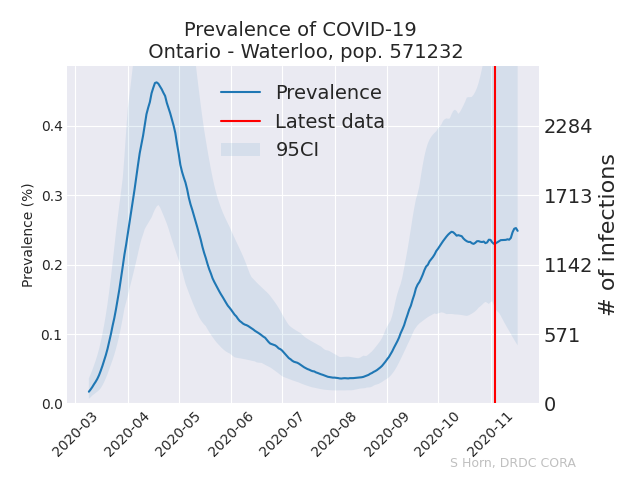 Prevalence of COVID-19
Ontario - Waterloo, pop. 571232
Prevalence
Latest data
95CI
Prevalence (%)
0.4
0.3
0.2
0.1
0.0
2284
1713
1142
571
0
# of infections
2020-03
2020-04
2020-05
2020-06
2020-07
2020-08
2020-09
2020-10
2020-11
S Horn, DRDC CORA